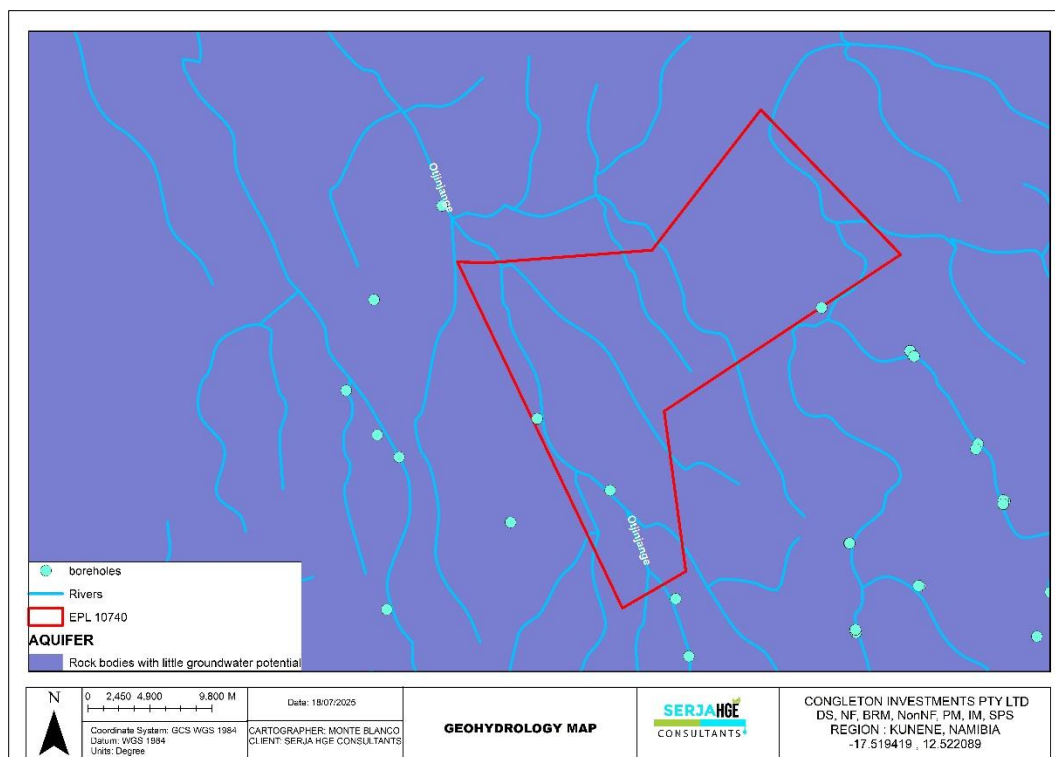 Otjinjange
Otjinjange
boreholes
Rivers
EPL 10740
AQUIFER
Rock bodies with little groundwater potential
N
0 2,450 4,900 9,800 M
Coordinate System: GCS WGS 1984
Datum: WGS 1984
Units: Degree
Date: 18/07/2025
CARTOGRAPHER: MONTE BLANCO
CLIENT: SERJA HGE CONSULTANTS
GEOHYDROLOGY MAP
SERJAHGE
CONSULTANTS
CONGLETON INVESTMENTS PTY LTD
DS, NF, BRM, NonNF, PM, IM, SPS
REGION : KUNENE, NAMIBIA
-17.519419 , 12.522089